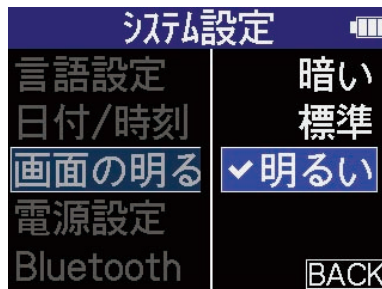 システム設定
言語設定
日付/時刻
画面の明る
電源設定
Bluetooth
暗い
標準
明るい
BACK